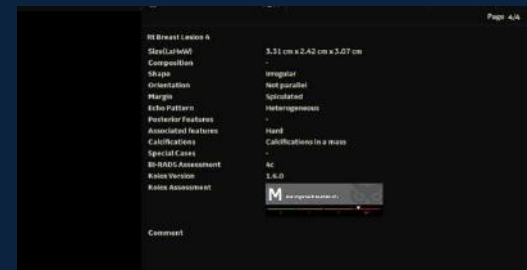 Page 4/4
Rt Breast Lesion 4
Size(LxHxW) 3.31 cm x 2.42 cm x 3.07 cm
Composition -
Shape Irregular
Orientation Not parallel
Margin Spiculated
Echo Pattern Heterogeneous
Posterior Features -
Associated features Hard
Calcifications Calcifications in a mass
Special Cases -
BI-RADS Assessment 4c
Koios Version 1.6.0
Koios Assessment
M
Comment